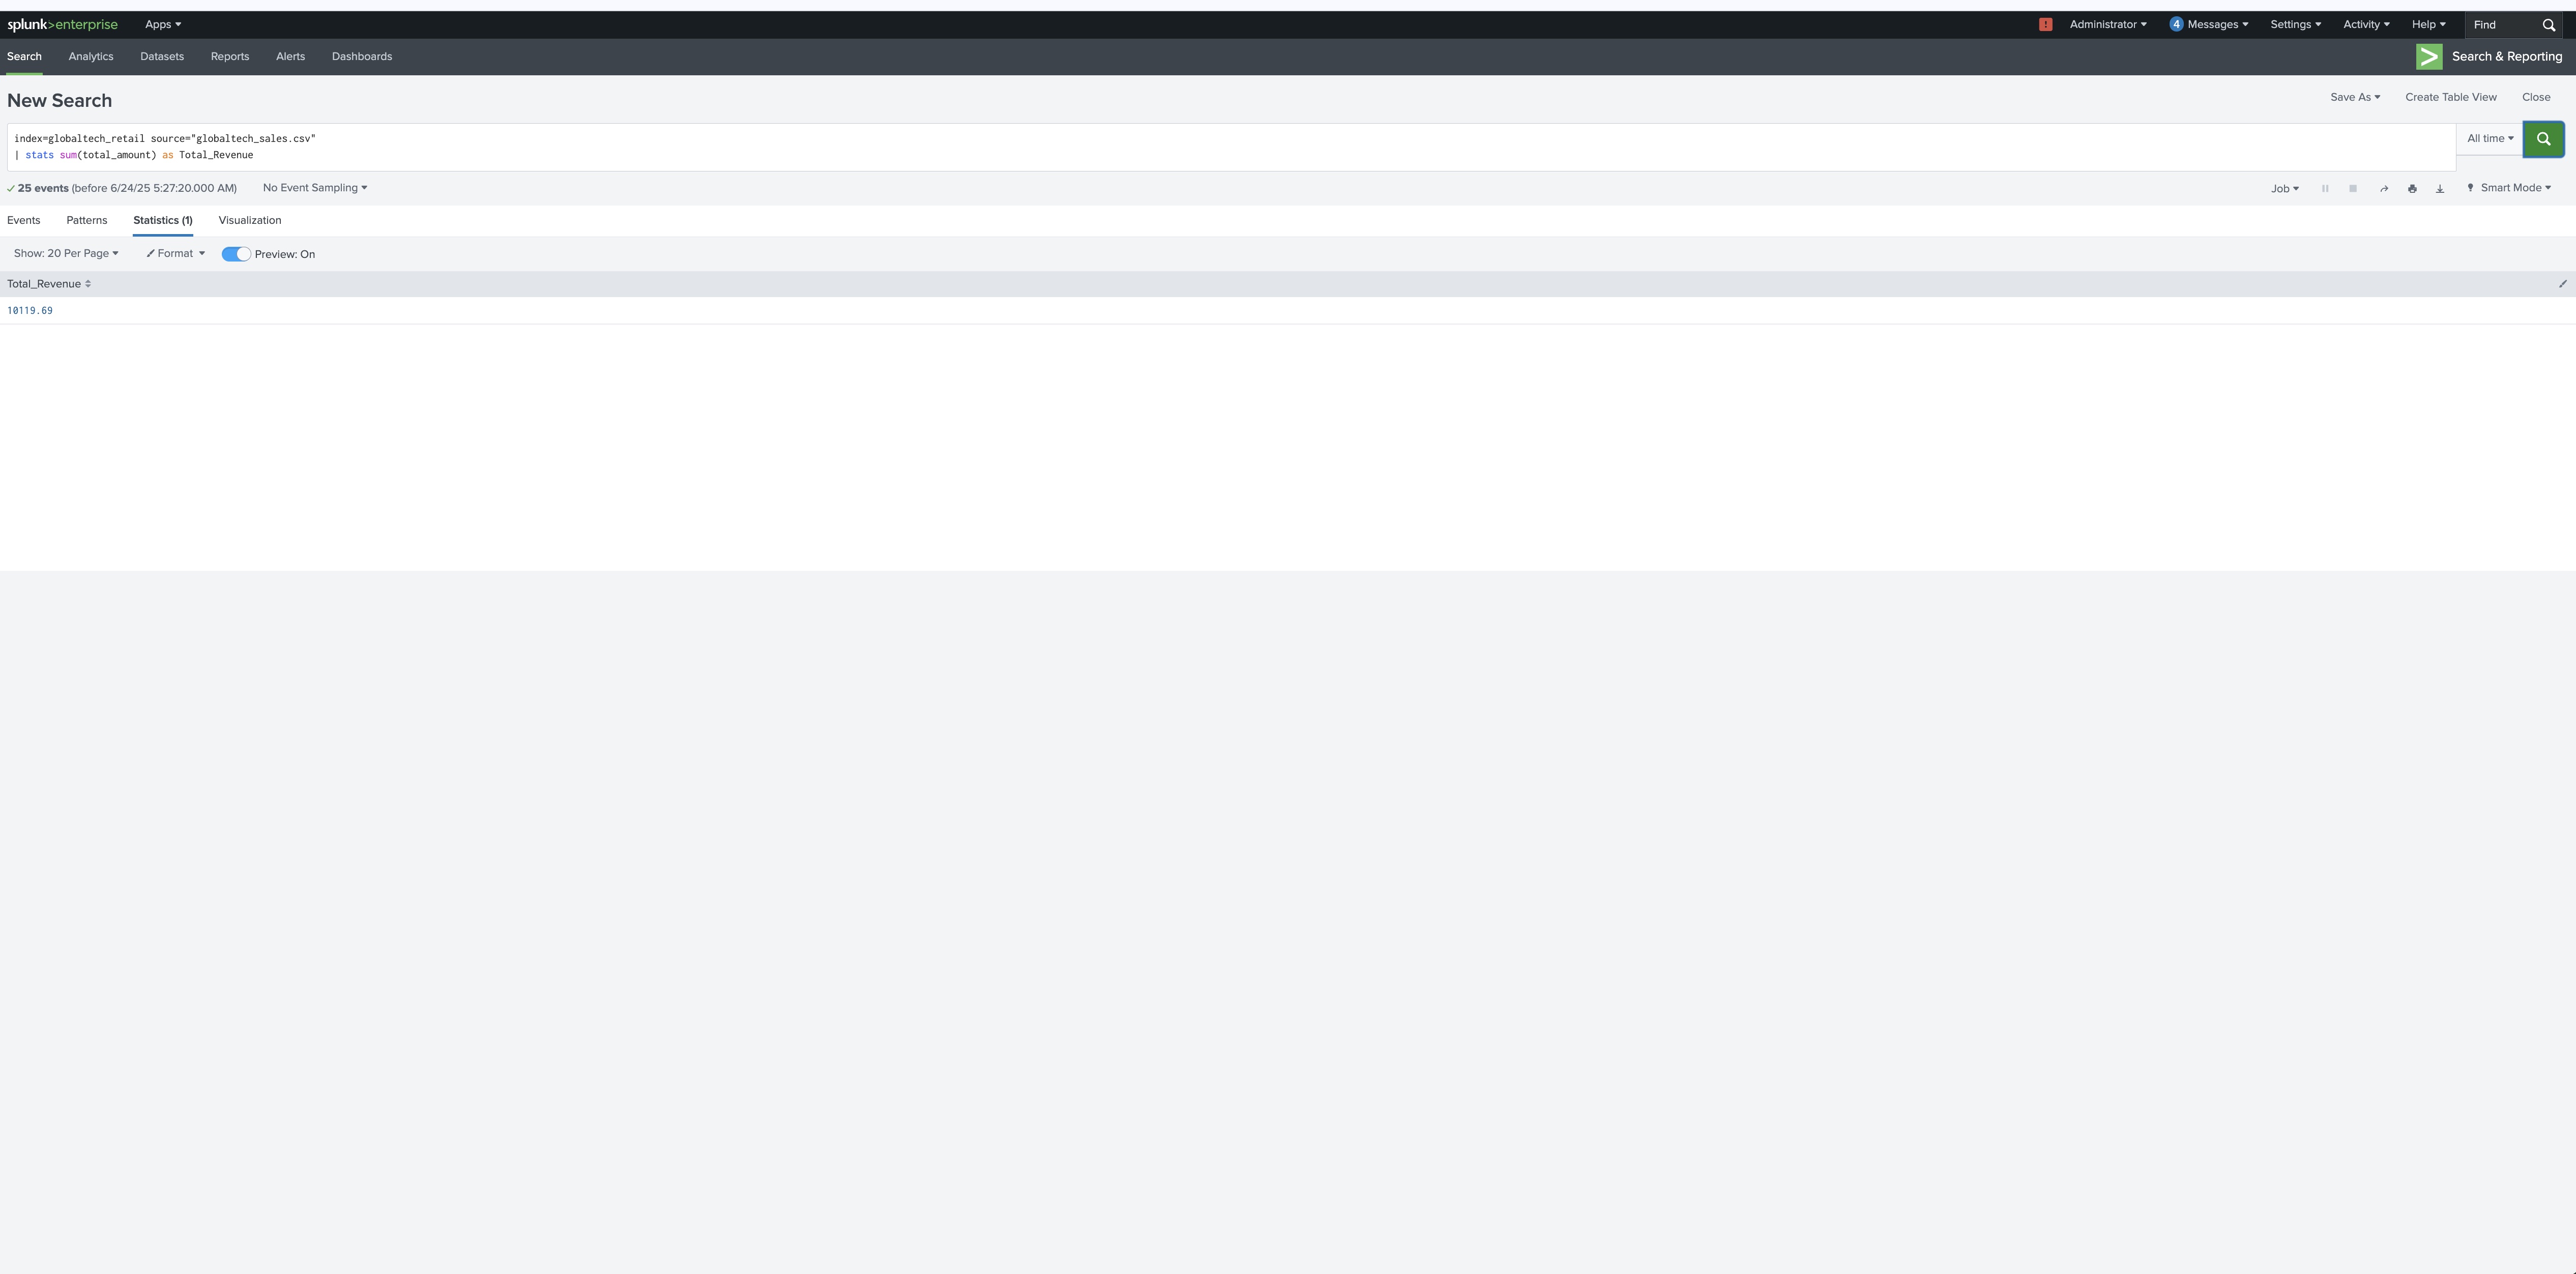 splunk>enterprise Apps ! Administrator 4 Messages Settings Activity Help Find
Search Analytics Datasets Reports Alerts Dashboards > Search & Reporting
New Search Save As Create Table View Close
index=globaltech_retail source="globaltech_sales.csv" All time
| stats sum(total_amount) as Total_Revenue
✓ 25 events (before 6/24/25 5:27:20.000 AM) No Event Sampling Job Smart Mode
Events Patterns Statistics (1) Visualization
Show: 20 Per Page Format Preview: On
Total_Revenue
10119.69